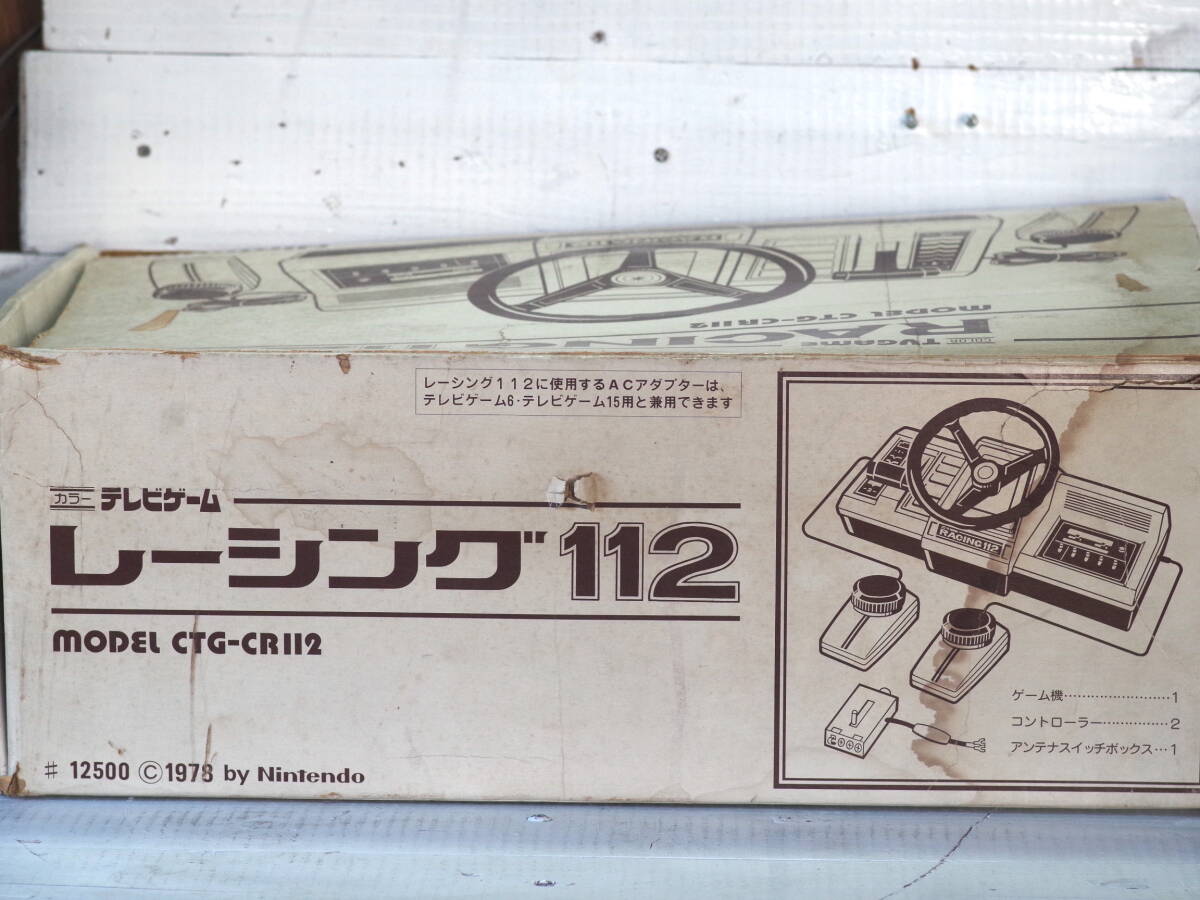 RACING 112
MODEL CTG-CR112
COLOR TVGAME
RACING 112
レーシング112に使用するACアダプターは、
テレビゲーム6・テレビゲーム15用と兼用できます
カラー テレビゲーム
レーシング112
MODEL CTG-CR112
RACING 112
ゲーム機……………………1
コントローラー……………2
アンテナスイッチボックス…1
♯ 12500 ©1978 by Nintendo